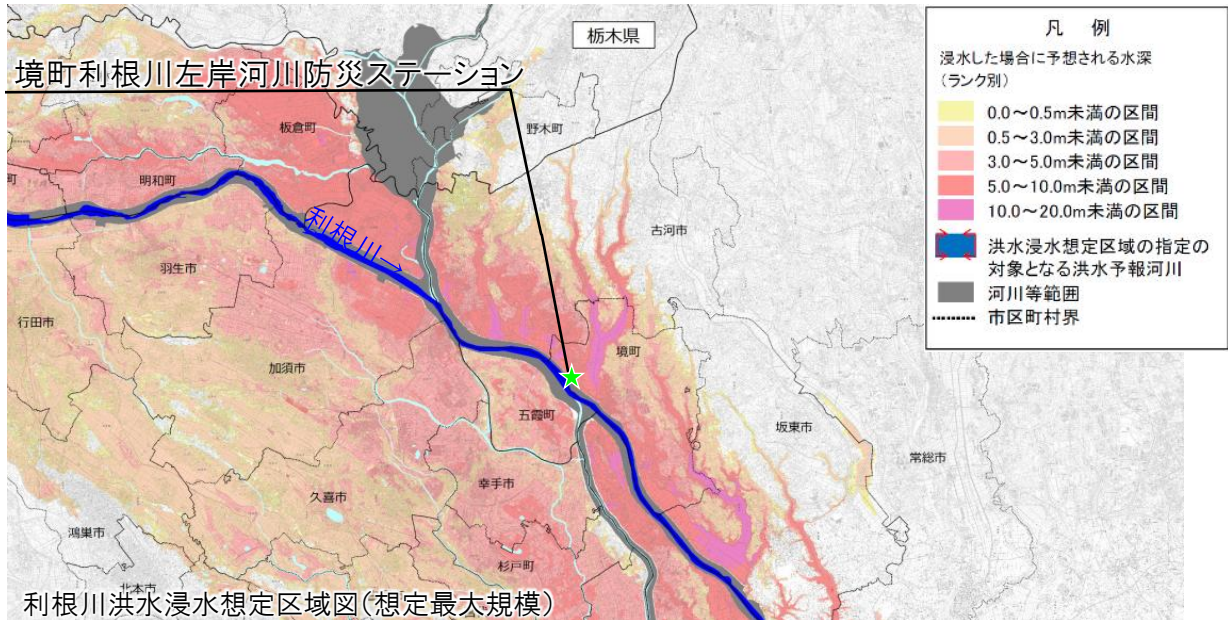 栃木県
境町利根川左岸河川防災ステーション
板倉町
野木町
町
明和町
利根川→
古河市
羽生市
行田市
境町
加須市
五霞町
坂東市
常総市
幸手市
久喜市
鴻巣市
杉戸町
北本市
利根川洪水浸水想定区域図(想定最大規模)
凡 例
浸水した場合に予想される水深
(ランク別)
0.0～0.5m未満の区間
0.5～3.0m未満の区間
3.0～5.0m未満の区間
5.0～10.0m未満の区間
10.0～20.0m未満の区間
洪水浸水想定区域の指定の
対象となる洪水予報河川
河川等範囲
市区町村界